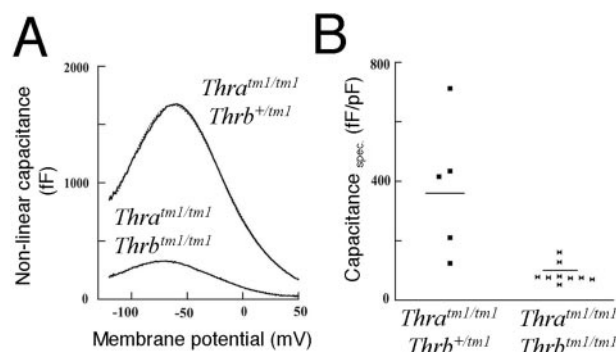 A
B
2000
1000
0
Non-linear capacitance
(fF)
Thra^tm1/tm1
Thrb^+/tm1
Thra^tm1/tm1
Thrb^tm1/tm1
-100
-50
0
50
Membrane potential (mV)
800
400
0
Capacitance spec. (fF/pF)
Thra^tm1/tm1
Thrb^+/tm1
Thra^tm1/tm1
Thrb^tm1/tm1